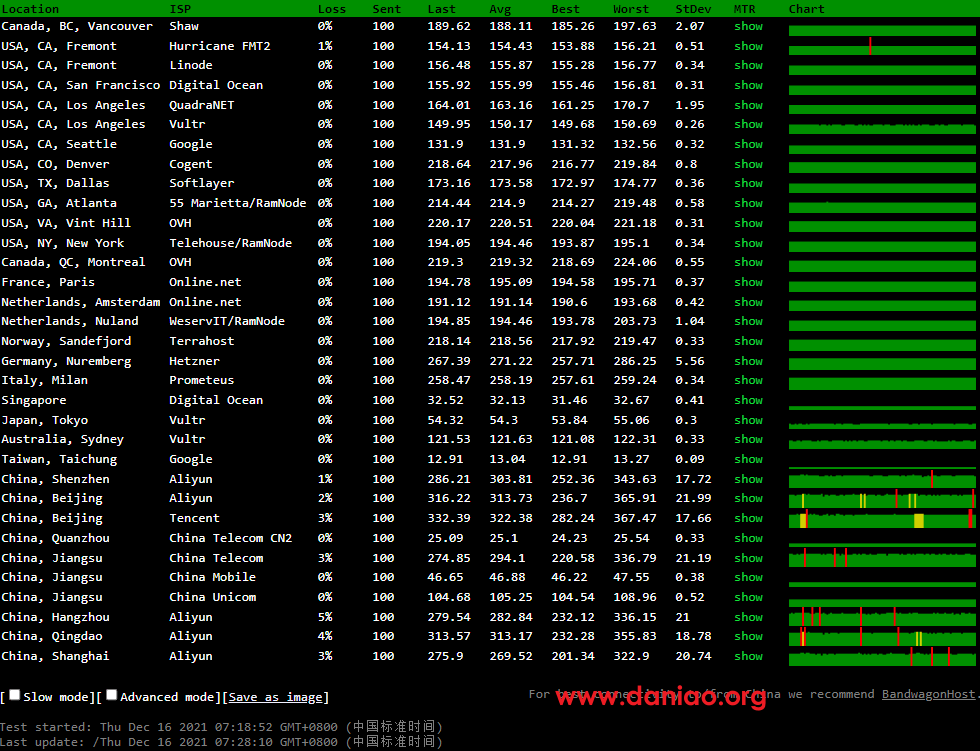 Location ISP Loss Sent Last Avg Best Worst StDev MTR Chart
Canada, BC, Vancouver Shaw 0% 100 189.62 188.11 185.26 197.63 2.07 show
USA, CA, Fremont Hurricane FMT2 1% 100 154.13 154.43 153.88 156.21 0.51 show
USA, CA, Fremont Linode 0% 100 156.48 155.87 155.28 156.77 0.34 show
USA, CA, San Francisco Digital Ocean 0% 100 155.92 155.99 155.46 156.81 0.31 show
USA, CA, Los Angeles QuadraNET 0% 100 164.01 163.16 161.25 170.7 1.95 show
USA, CA, Los Angeles Vultr 0% 100 149.95 150.17 149.68 150.69 0.26 show
USA, CA, Seattle Google 0% 100 131.9 131.9 131.32 132.56 0.32 show
USA, CO, Denver Cogent 0% 100 218.64 217.96 216.77 219.84 0.8 show
USA, TX, Dallas Softlayer 0% 100 173.16 173.58 172.97 174.77 0.36 show
USA, GA, Atlanta 55 Marietta/RamNode 0% 100 214.44 214.9 214.27 219.48 0.58 show
USA, VA, Vint Hill OVH 0% 100 220.17 220.51 220.04 221.18 0.31 show
USA, NY, New York Telehouse/RamNode 0% 100 194.05 194.46 193.87 195.1 0.34 show
Canada, QC, Montreal OVH 0% 100 219.3 219.32 218.69 224.06 0.55 show
France, Paris Online.net 0% 100 194.78 195.09 194.58 195.71 0.37 show
Netherlands, Amsterdam Online.net 0% 100 191.12 191.14 190.6 193.68 0.42 show
Netherlands, Nuland WeservIT/RamNode 0% 100 194.85 194.46 193.78 203.73 1.04 show
Norway, Sandefjord Terrahost 0% 100 218.14 218.56 217.92 219.47 0.33 show
Germany, Nuremberg Hetzner 0% 100 267.39 271.22 257.71 286.25 5.56 show
Italy, Milan Prometeus 0% 100 258.47 258.19 257.61 259.24 0.34 show
Singapore Digital Ocean 0% 100 32.52 32.13 31.46 32.67 0.41 show
Japan, Tokyo Vultr 0% 100 54.32 54.3 53.84 55.06 0.3 show
Australia, Sydney Vultr 0% 100 121.53 121.63 121.08 122.31 0.33 show
Taiwan, Taichung Google 0% 100 12.91 13.04 12.91 13.27 0.09 show
China, Shenzhen Aliyun 1% 100 286.21 303.81 252.36 343.63 17.72 show
China, Beijing Aliyun 2% 100 316.22 313.73 236.7 365.91 21.99 show
China, Beijing Tencent 3% 100 332.39 322.38 282.24 367.47 17.66 show
China, Quanzhou China Telecom CN2 0% 100 25.09 25.1 24.23 25.54 0.33 show
China, Jiangsu China Telecom 3% 100 274.85 294.1 220.58 336.79 21.19 show
China, Jiangsu China Mobile 0% 100 46.65 46.88 46.22 47.55 0.38 show
China, Jiangsu China Unicom 0% 100 104.68 105.25 104.54 108.96 0.52 show
China, Hangzhou Aliyun 5% 100 279.54 282.84 232.12 336.15 21 show
China, Qingdao Aliyun 4% 100 313.57 313.17 232.28 355.83 18.78 show
China, Shanghai Aliyun 3% 100 275.9 269.52 201.34 322.9 20.74 show
[ Slow mode][ Advanced mode][Save as image]
For best connectivity to/from China we recommend BandwagonHost.
www.daniao.org
Test started: Thu Dec 16 2021 07:18:52 GMT+0800 (中国标准时间)
Last update: /Thu Dec 16 2021 07:28:10 GMT+0800 (中国标准时间)